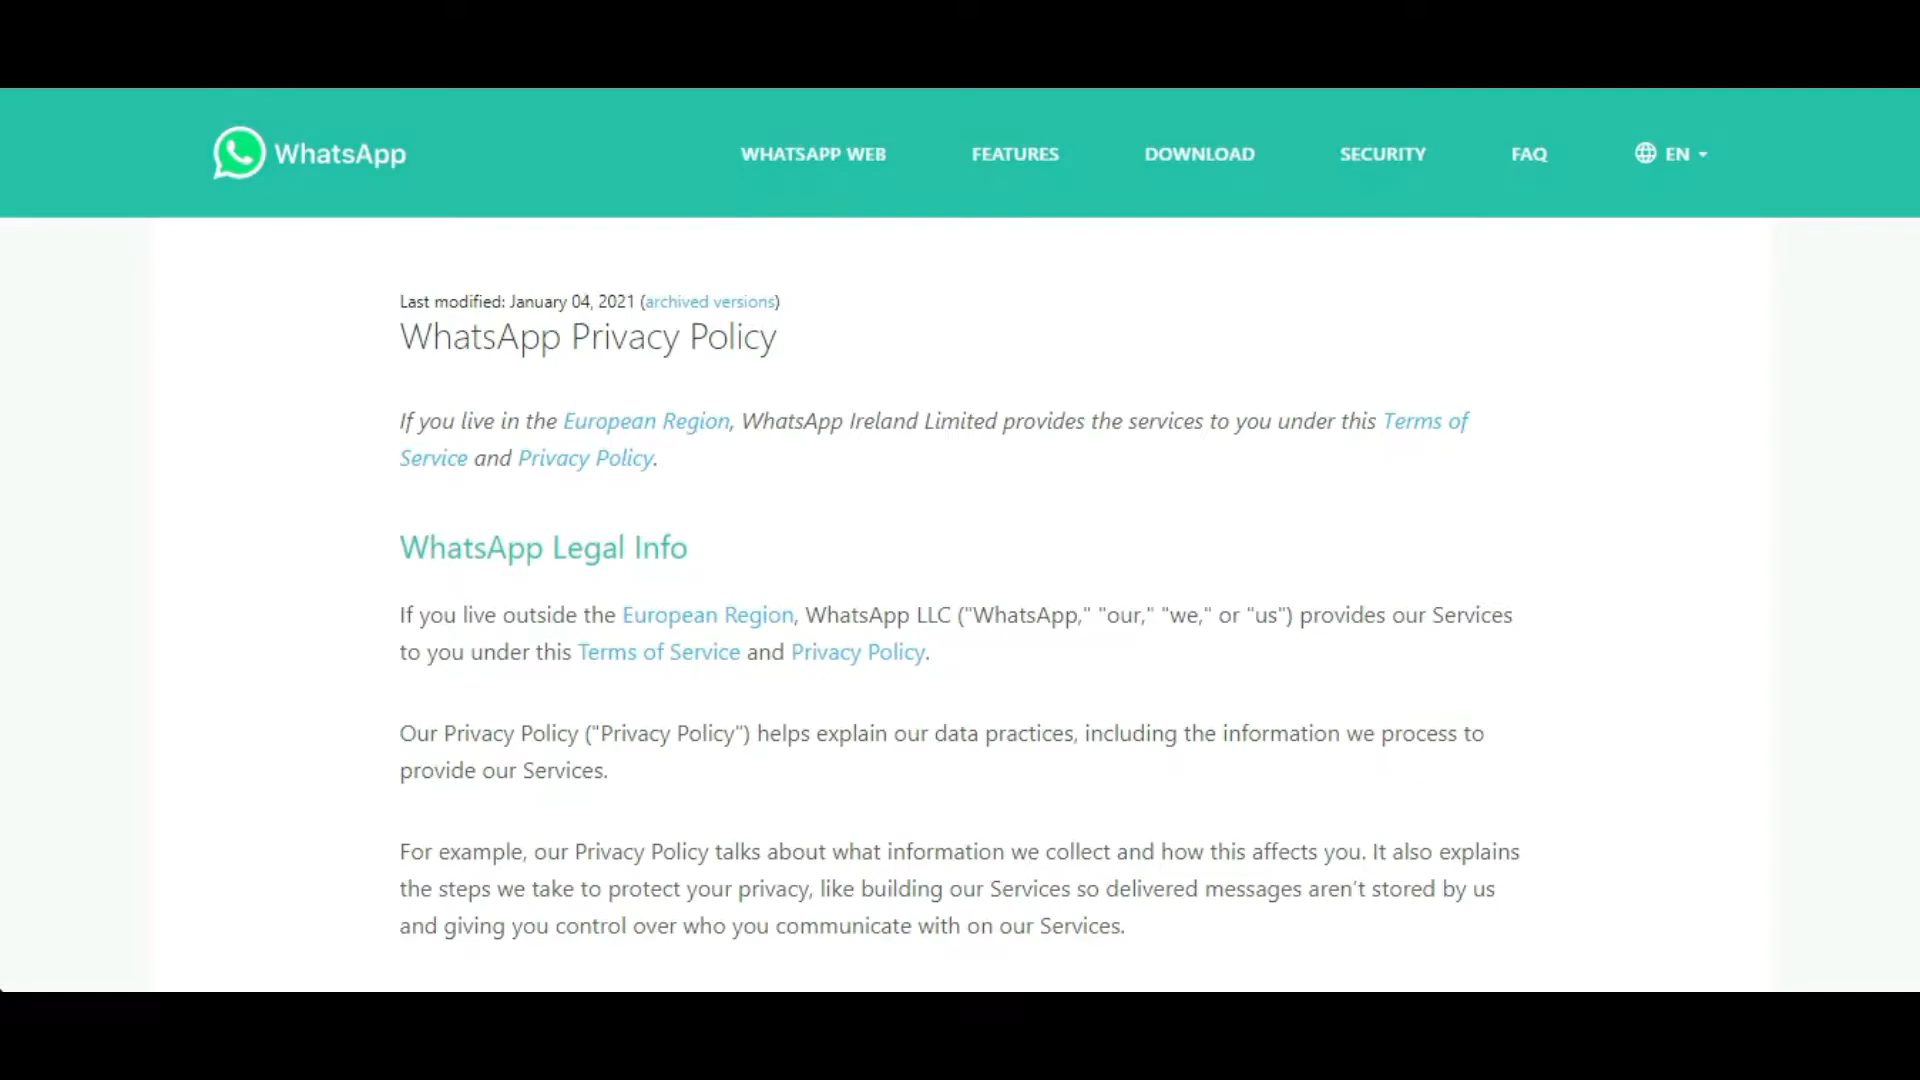 WhatsApp WHATSAPP WEB FEATURES DOWNLOAD SECURITY FAQ EN
Last modified: January 04, 2021 (archived versions)
WhatsApp Privacy Policy
If you live in the European Region, WhatsApp Ireland Limited provides the services to you under this Terms of
Service and Privacy Policy.
WhatsApp Legal Info
If you live outside the European Region, WhatsApp LLC ("WhatsApp," "our," "we," or "us") provides our Services
to you under this Terms of Service and Privacy Policy.
Our Privacy Policy ("Privacy Policy") helps explain our data practices, including the information we process to
provide our Services.
For example, our Privacy Policy talks about what information we collect and how this affects you. It also explains
the steps we take to protect your privacy, like building our Services so delivered messages aren't stored by us
and giving you control over who you communicate with on our Services.